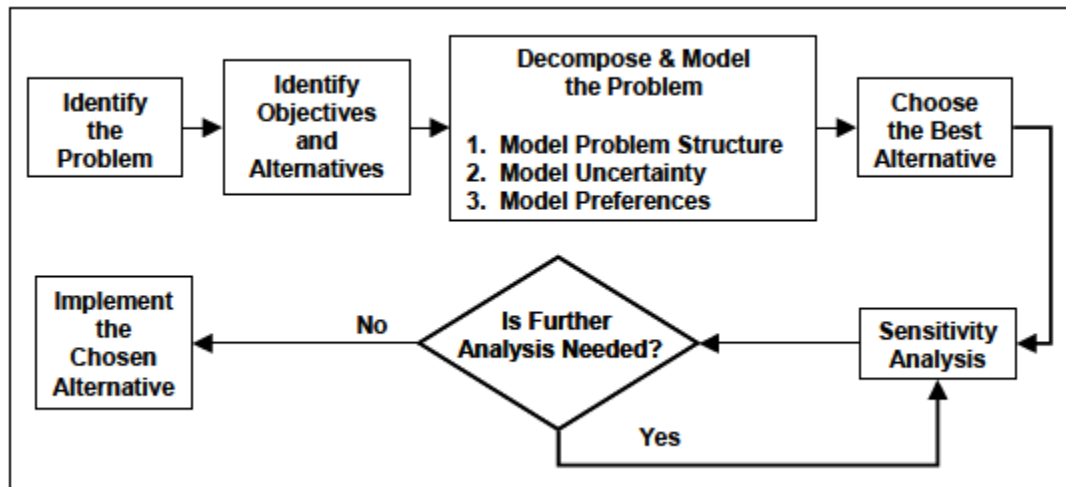 Identify
the
Problem
Identify
Objectives
and
Alternatives
Decompose & Model
the Problem
1. Model Problem Structure
2. Model Uncertainty
3. Model Preferences
Choose
the Best
Alternative
Implement
the
Chosen
Alternative
No
Is Further
Analysis Needed?
Sensitivity
Analysis
Yes